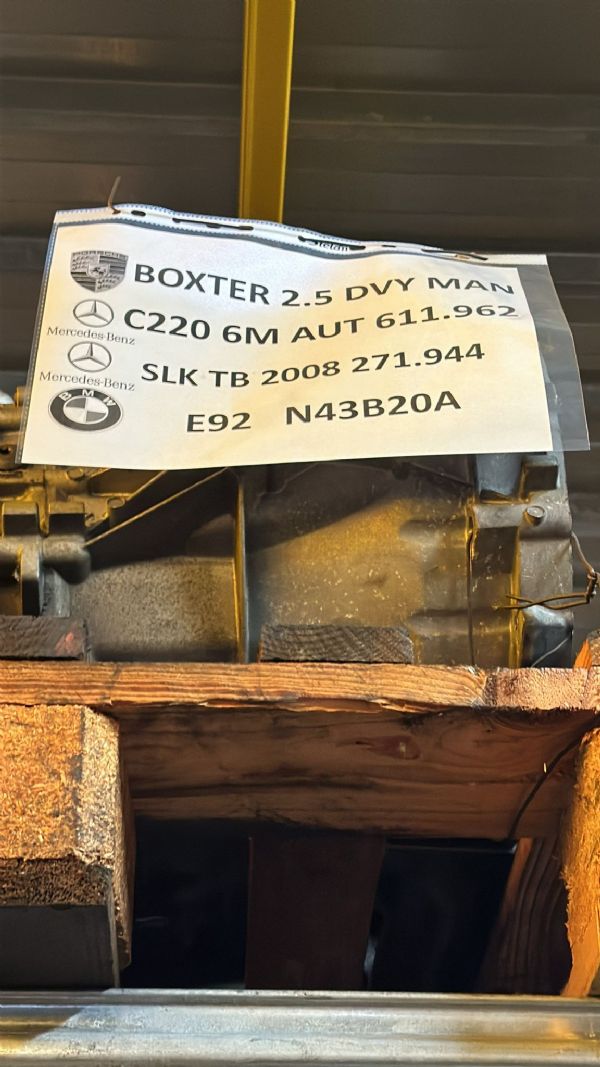 BOXTER 2.5 DVY MAN
C220 6M AUT 611.962
Mercedes-Benz
SLK TB 2008 271.944
Mercedes-Benz
BMW
E92 N43B20A